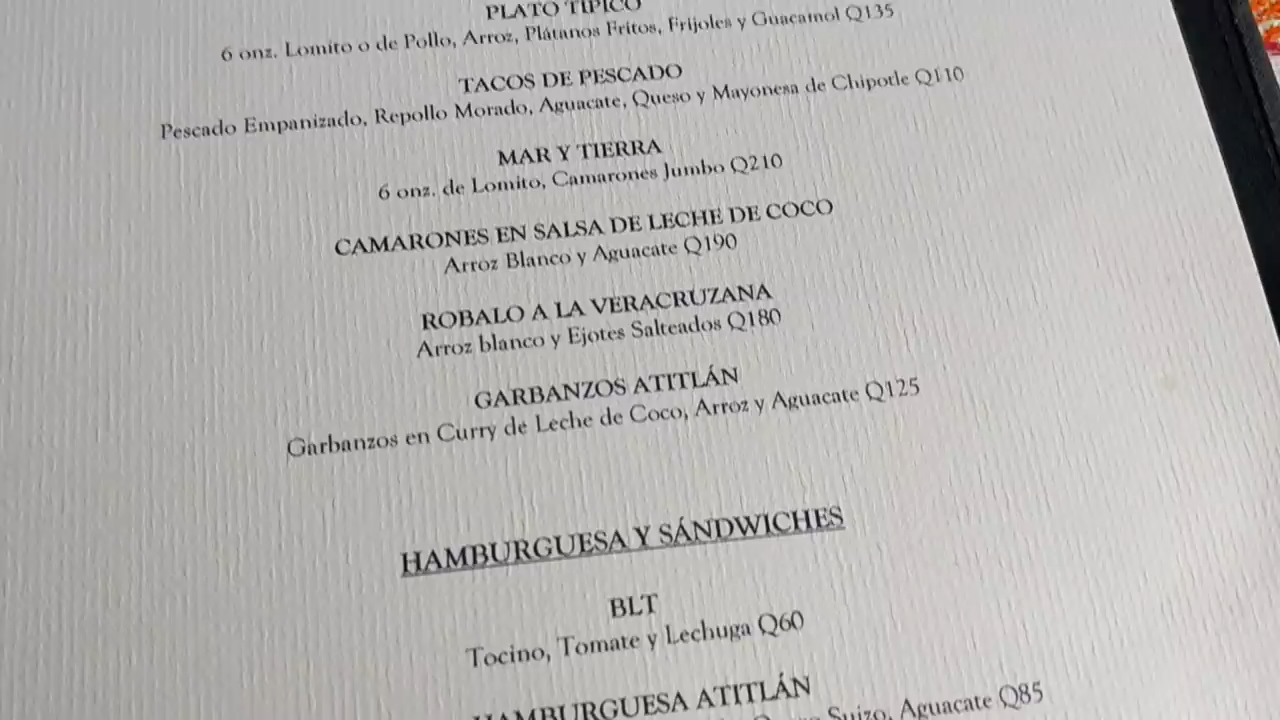 PLATO TÍPICO
6 onz. Lomito o de Pollo, Arroz, Plátanos Fritos, Frijoles y Guacamol Q135
TACOS DE PESCADO
Pescado Empanizado, Repollo Morado, Aguacate, Queso y Mayonesa de Chipotle Q110
MAR Y TIERRA
6 onz. de Lomito, Camarones Jumbo Q210
CAMARONES EN SALSA DE LECHE DE COCO
Arroz Blanco y Aguacate Q190
ROBALO A LA VERACRUZANA
Arroz blanco y Ejotes Salteados Q180
GARBANZOS ATITLÁN
Garbanzos en Curry de Leche de Coco, Arroz y Aguacate Q125
HAMBURGUESA Y SÁNDWICHES
BLT
Tocino, Tomate y Lechuga Q60
HAMBURGUESA ATITLÁN
Suizo, Aguacate Q85